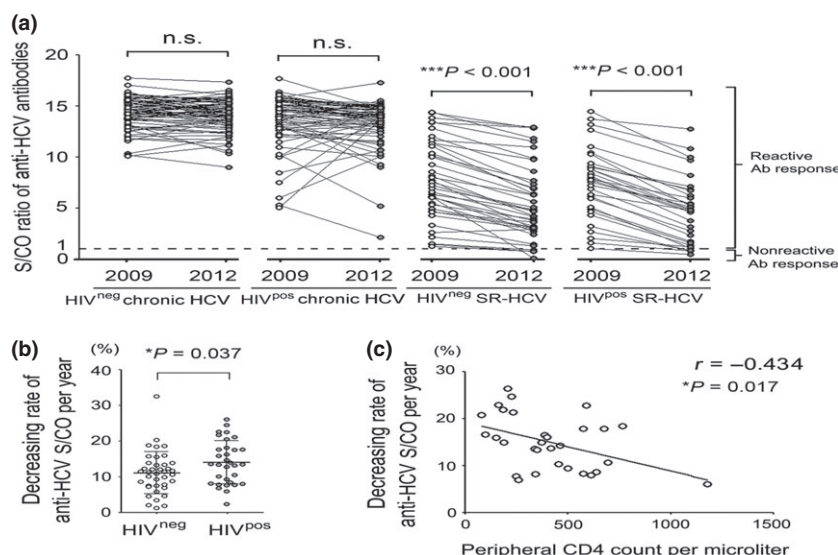 (a)
n.s.
n.s.
***P < 0.001
***P < 0.001
S/CO ratio of anti-HCV antibodies
20
15
10
5
1
0
Reactive
Ab response
Nonreactive
Ab response
2009 2012 2009 2012 2009 2012 2009 2012
HIVneg chronic HCV HIVpos chronic HCV HIVneg SR-HCV HIVpos SR-HCV
(b)
(%)
*P = 0.037
Decreasing rate of
anti-HCV S/CO per year
40
30
20
10
0
HIVneg HIVpos
(c)
(%)
r = −0.434
*P = 0.017
Decreasing rate of
anti-HCV S/CO per year
30
20
10
0
0 500 1000 1500
Peripheral CD4 count per microliter